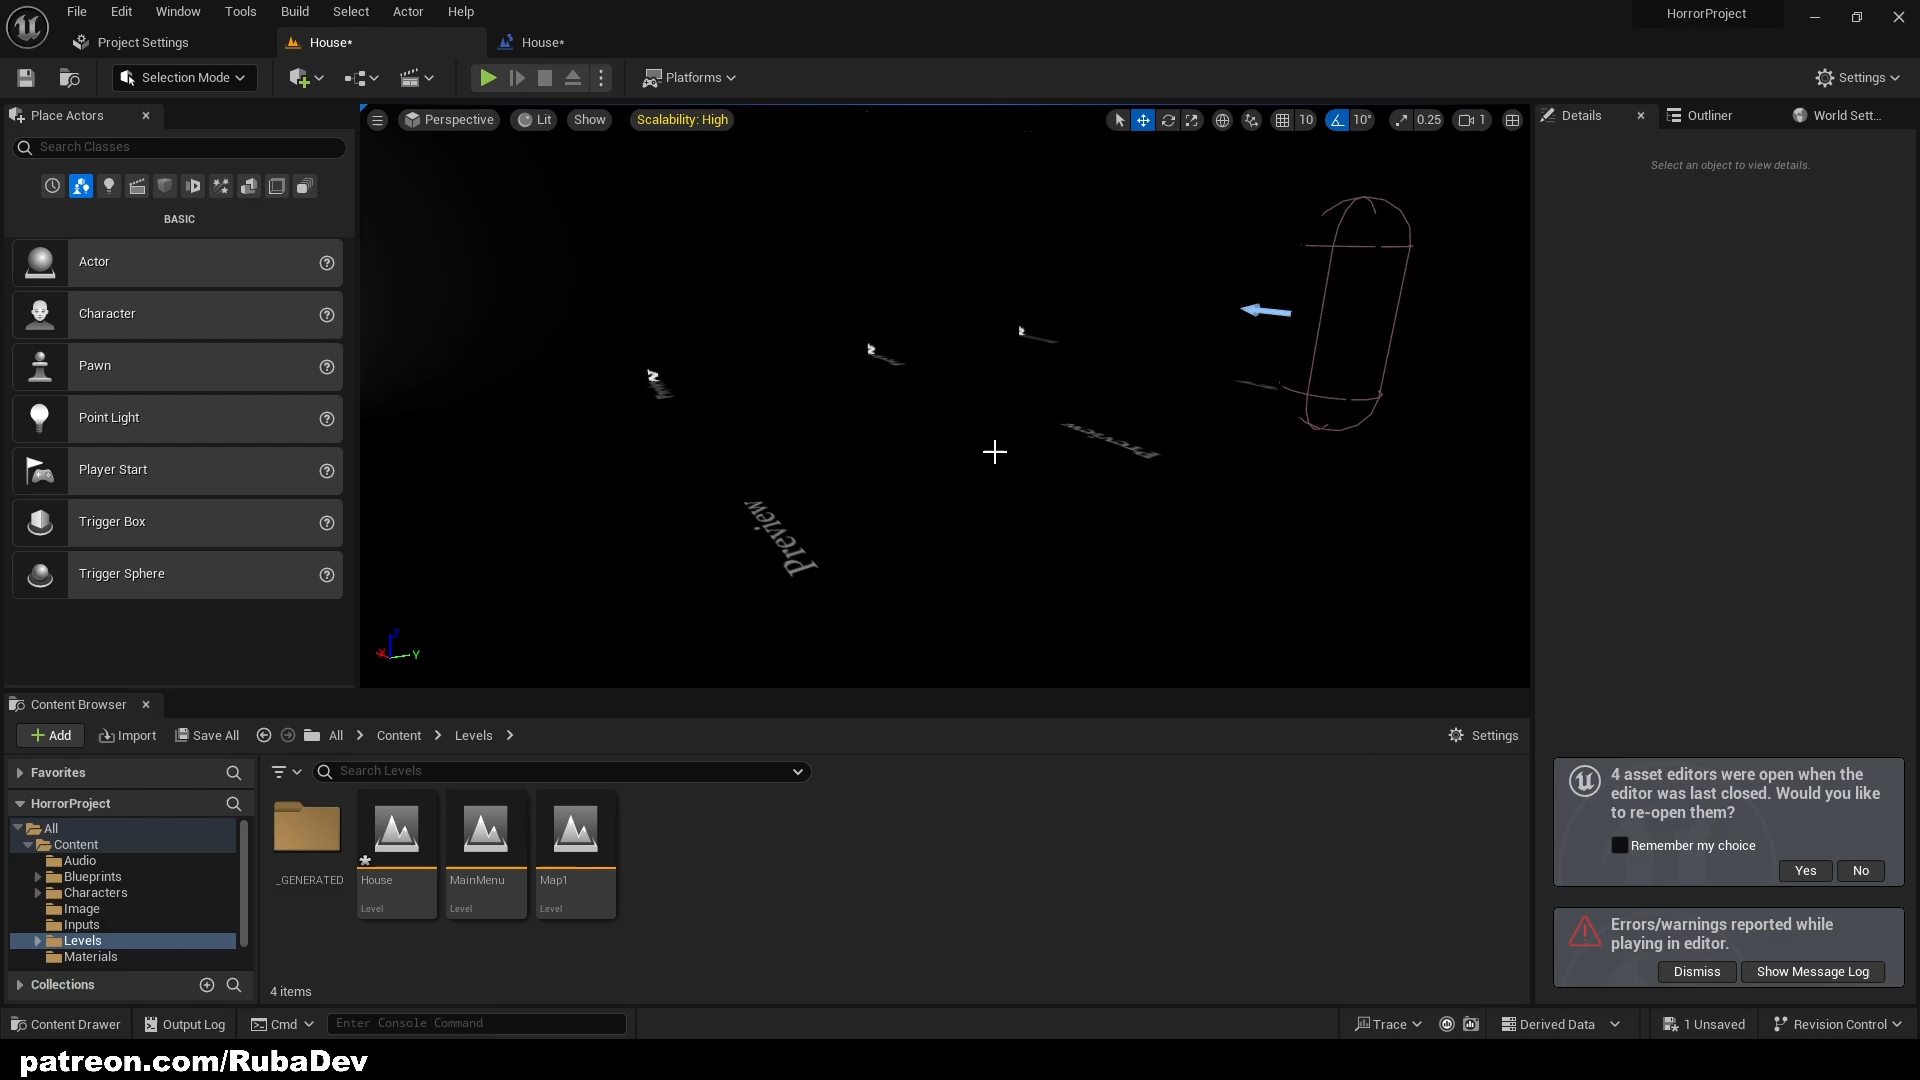 File Edit Window Tools Build Select Actor Help
HorrorProject
Project Settings
House*
House*
Selection Mode
Platforms
Settings
Place Actors
Perspective
Lit
Show
Scalability: High
10
10°
0.25
1
Details
Outliner
World Sett...
Search Classes
Select an object to view details.
BASIC
Actor
Character
Pawn
Point Light
Player Start
Trigger Box
Trigger Sphere
Preview
Preview
Z
X
Y
Content Browser
Add
Import
Save All
All
Content
Levels
Settings
Favorites
Search Levels
HorrorProject
All
Content
Audio
Blueprints
Characters
Image
Inputs
Levels
Materials
Collections
_GENERATED
House
Level
MainMenu
Level
Map1
Level
4 items
4 asset editors were open when the
editor was last closed. Would you like
to re-open them?
Remember my choice
Yes
No
Errors/warnings reported while
playing in editor.
Dismiss
Show Message Log
Content Drawer
Output Log
Cmd
Enter Console Command
Trace
Derived Data
1 Unsaved
Revision Control
patreon.com/RubaDev